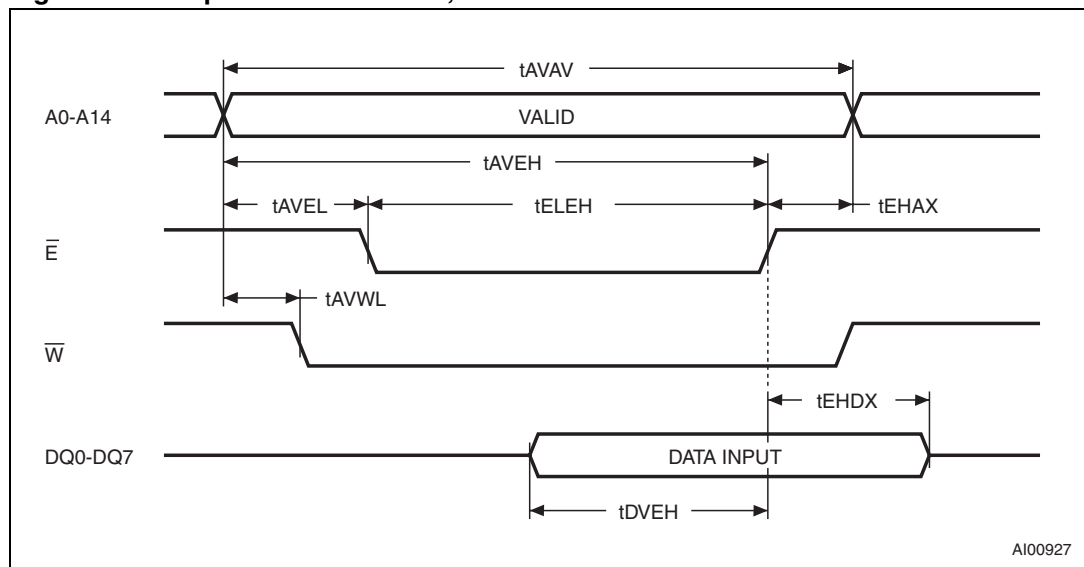 tAVAV
A0-A14
VALID
tAVEH
tAVEL
tELEH
tEHAX
E̅
tAVWL
W̅
tEHDX
DQ0-DQ7
DATA INPUT
tDVEH
AI00927